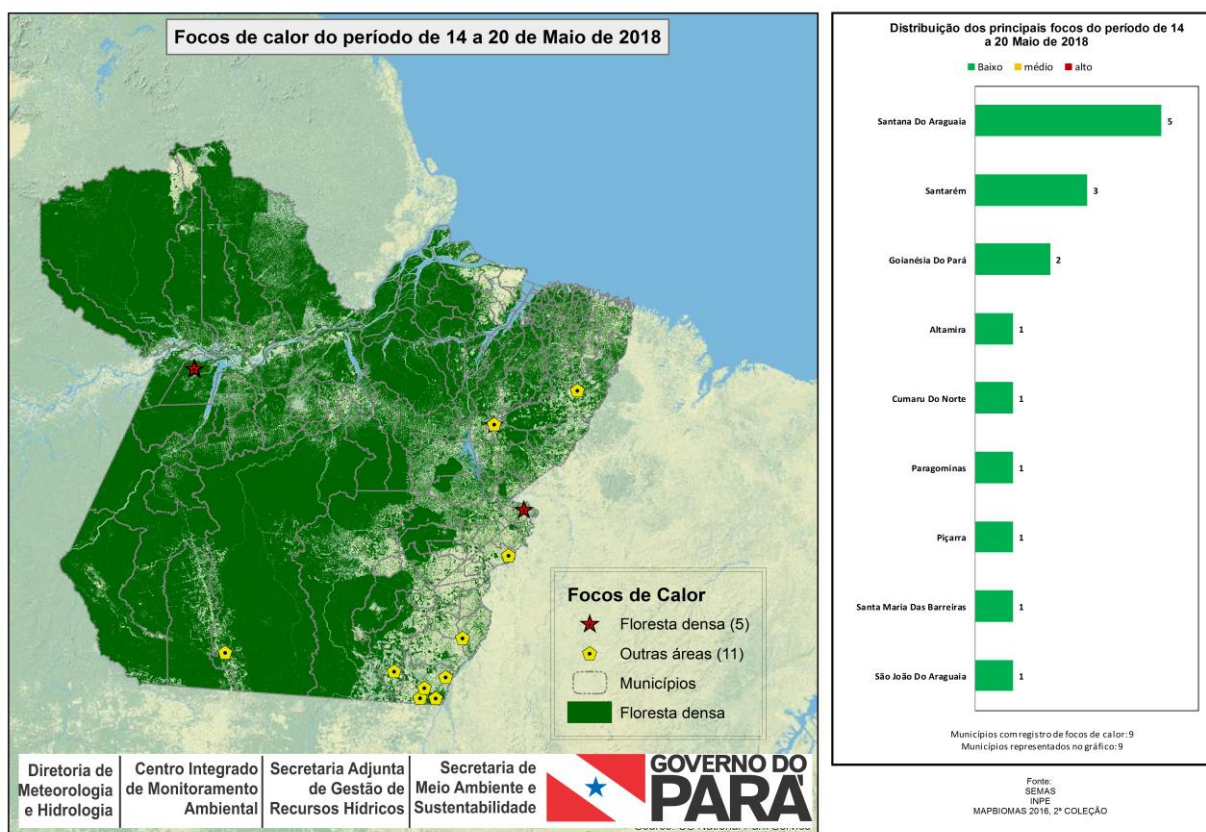 Focos de calor do período de 14 a 20 de Maio de 2018
Focos de Calor
Floresta densa (5)
Outras áreas (11)
Municípios
Floresta densa
Diretoria de
Meteorologia
e Hidrologia
Centro Integrado
de Monitoramento
Ambiental
Secretaria Adjunta
de Gestão de
Recursos Hídricos
Secretaria de
Meio Ambiente e
Sustentabilidade
GOVERNO DO
PARÁ
Source: US National Park Service
Distribuição dos principais focos do período de 14
a 20 Maio de 2018
Baixo médio alto
Santana Do Araguaia 5
Santarém 3
Goianésia Do Pará 2
Altamira 1
Cumaru Do Norte 1
Paragominas 1
Piçarra 1
Santa Maria Das Barreiras 1
São João Do Araguaia 1
Municípios com registro de focos de calor: 9
Municípios representados no gráfico: 9
Fonte:
SEMAS
INPE
MAPBIOMAS 2016, 2ª COLEÇÃO